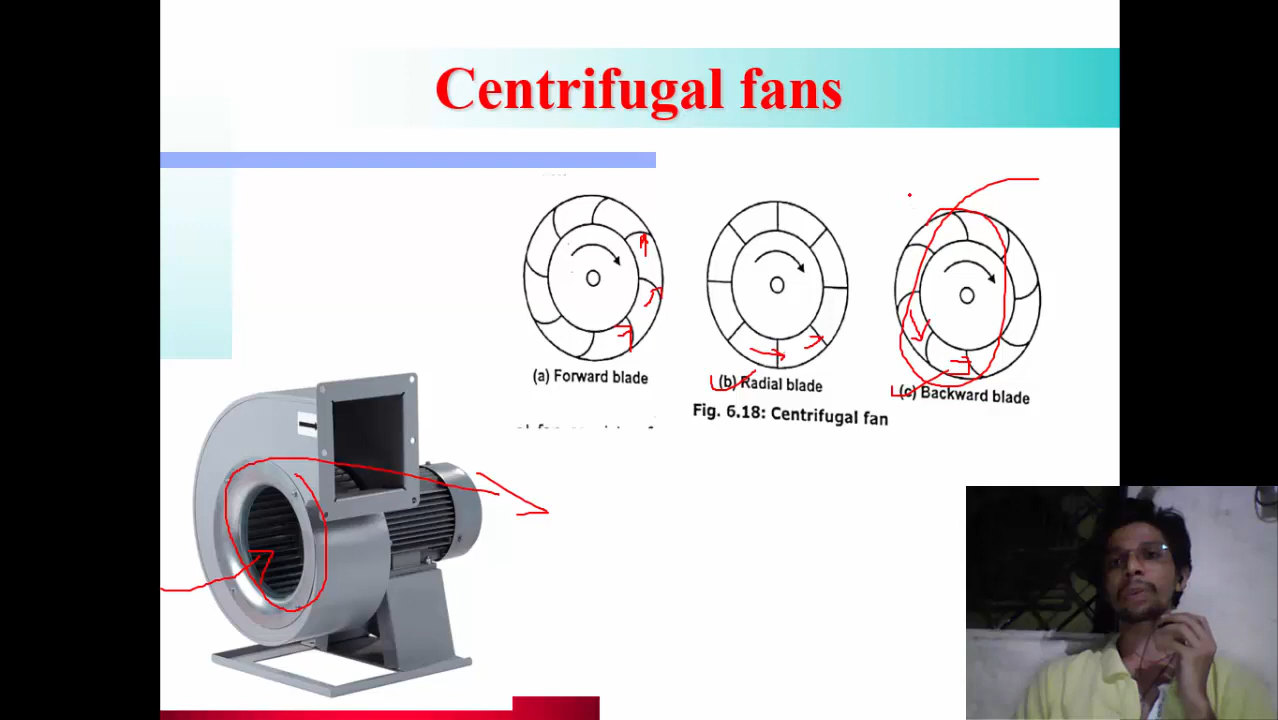 Centrifugal fans
(a) Forward blade
(b) Radial blade
(c) Backward blade
Fig. 6.18: Centrifugal fan